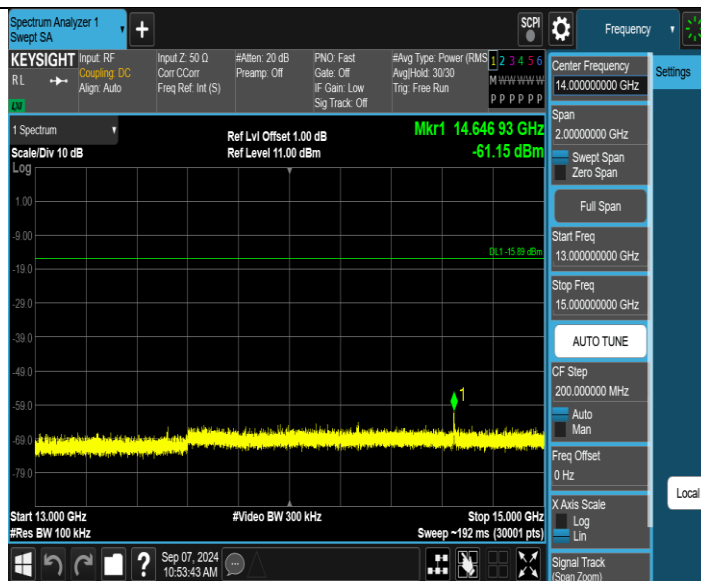 Spectrum Analyzer 1
Swept SA
+
SCPI
Frequency
KEYSIGHT
RL
LXI
Input: RF
Coupling: DC
Align: Auto
Input Z: 50 Ω
Corr CCorr
Freq Ref: Int (S)
#Atten: 20 dB
Preamp: Off
PNO: Fast
Gate: Off
IF Gain: Low
Sig Track: Off
#Avg Type: Power (RMS
Avg|Hold: 30/30
Trig: Free Run
1 2 3 4 5 6
M W W W W W
P P P P P P
1 Spectrum
Scale/Div 10 dB
Log
Ref Lvl Offset 1.00 dB
Ref Level 11.00 dBm
Mkr1 14.646 93 GHz
-61.15 dBm
1.00
-9.00
DL1 -15.89 dBm
-19.0
-29.0
-39.0
-49.0
-59.0
1
-69.0
-79.0
Start 13.000 GHz
#Res BW 100 kHz
#Video BW 300 kHz
Stop 15.000 GHz
Sweep ~192 ms (30001 pts)
?
Sep 07, 2024
10:53:43 AM
Center Frequency
14.000000000 GHz
Span
2.00000000 GHz
Swept Span
Zero Span
Full Span
Start Freq
13.000000000 GHz
Stop Freq
15.000000000 GHz
AUTO TUNE
CF Step
200.000000 MHz
Auto
Man
Freq Offset
0 Hz
X Axis Scale
Log
Lin
Signal Track
(Span Zoom)
Settings
Local